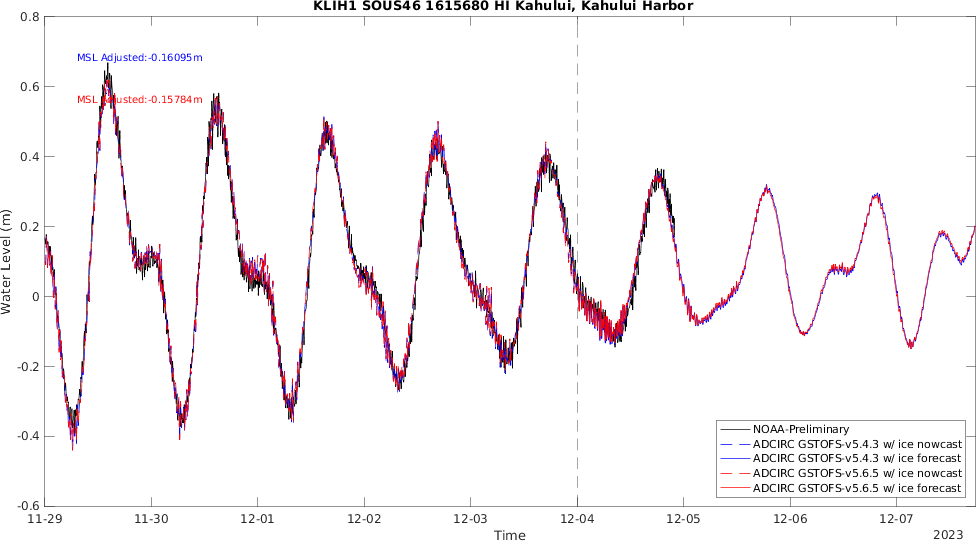 KLIH1 SOUS46 1615680 HI Kahului, Kahului Harbor
0.8
0.6
0.4
0.2
0
-0.2
-0.4
-0.6
Water Level (m)
MSL Adjusted:-0.16095m
MSL Adjusted:-0.15784m
NOAA-Preliminary
ADCIRC GSTOFS-v5.4.3 w/ ice nowcast
ADCIRC GSTOFS-v5.4.3 w/ ice forecast
ADCIRC GSTOFS-v5.6.5 w/ ice nowcast
ADCIRC GSTOFS-v5.6.5 w/ ice forecast
11-29 11-30 12-01 12-02 12-03 12-04 12-05 12-06 12-07
Time
2023